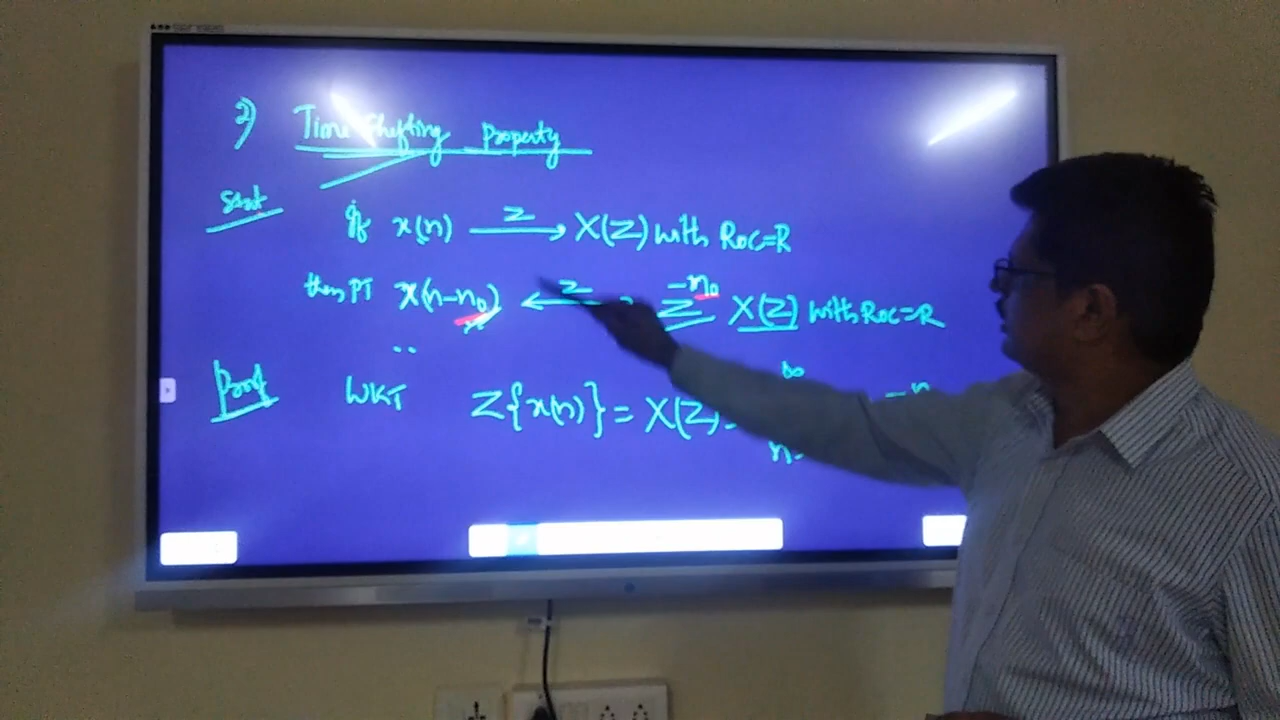 2) Time Shifting Property
Stat if x(n) —Z→ X(Z) with ROC=R
then PT x(n-n₀) ←Z→ Z^-n₀ X(Z) with ROC=R
Proof WKT Z{x(n)} = X(Z) = ∞ -n
n=